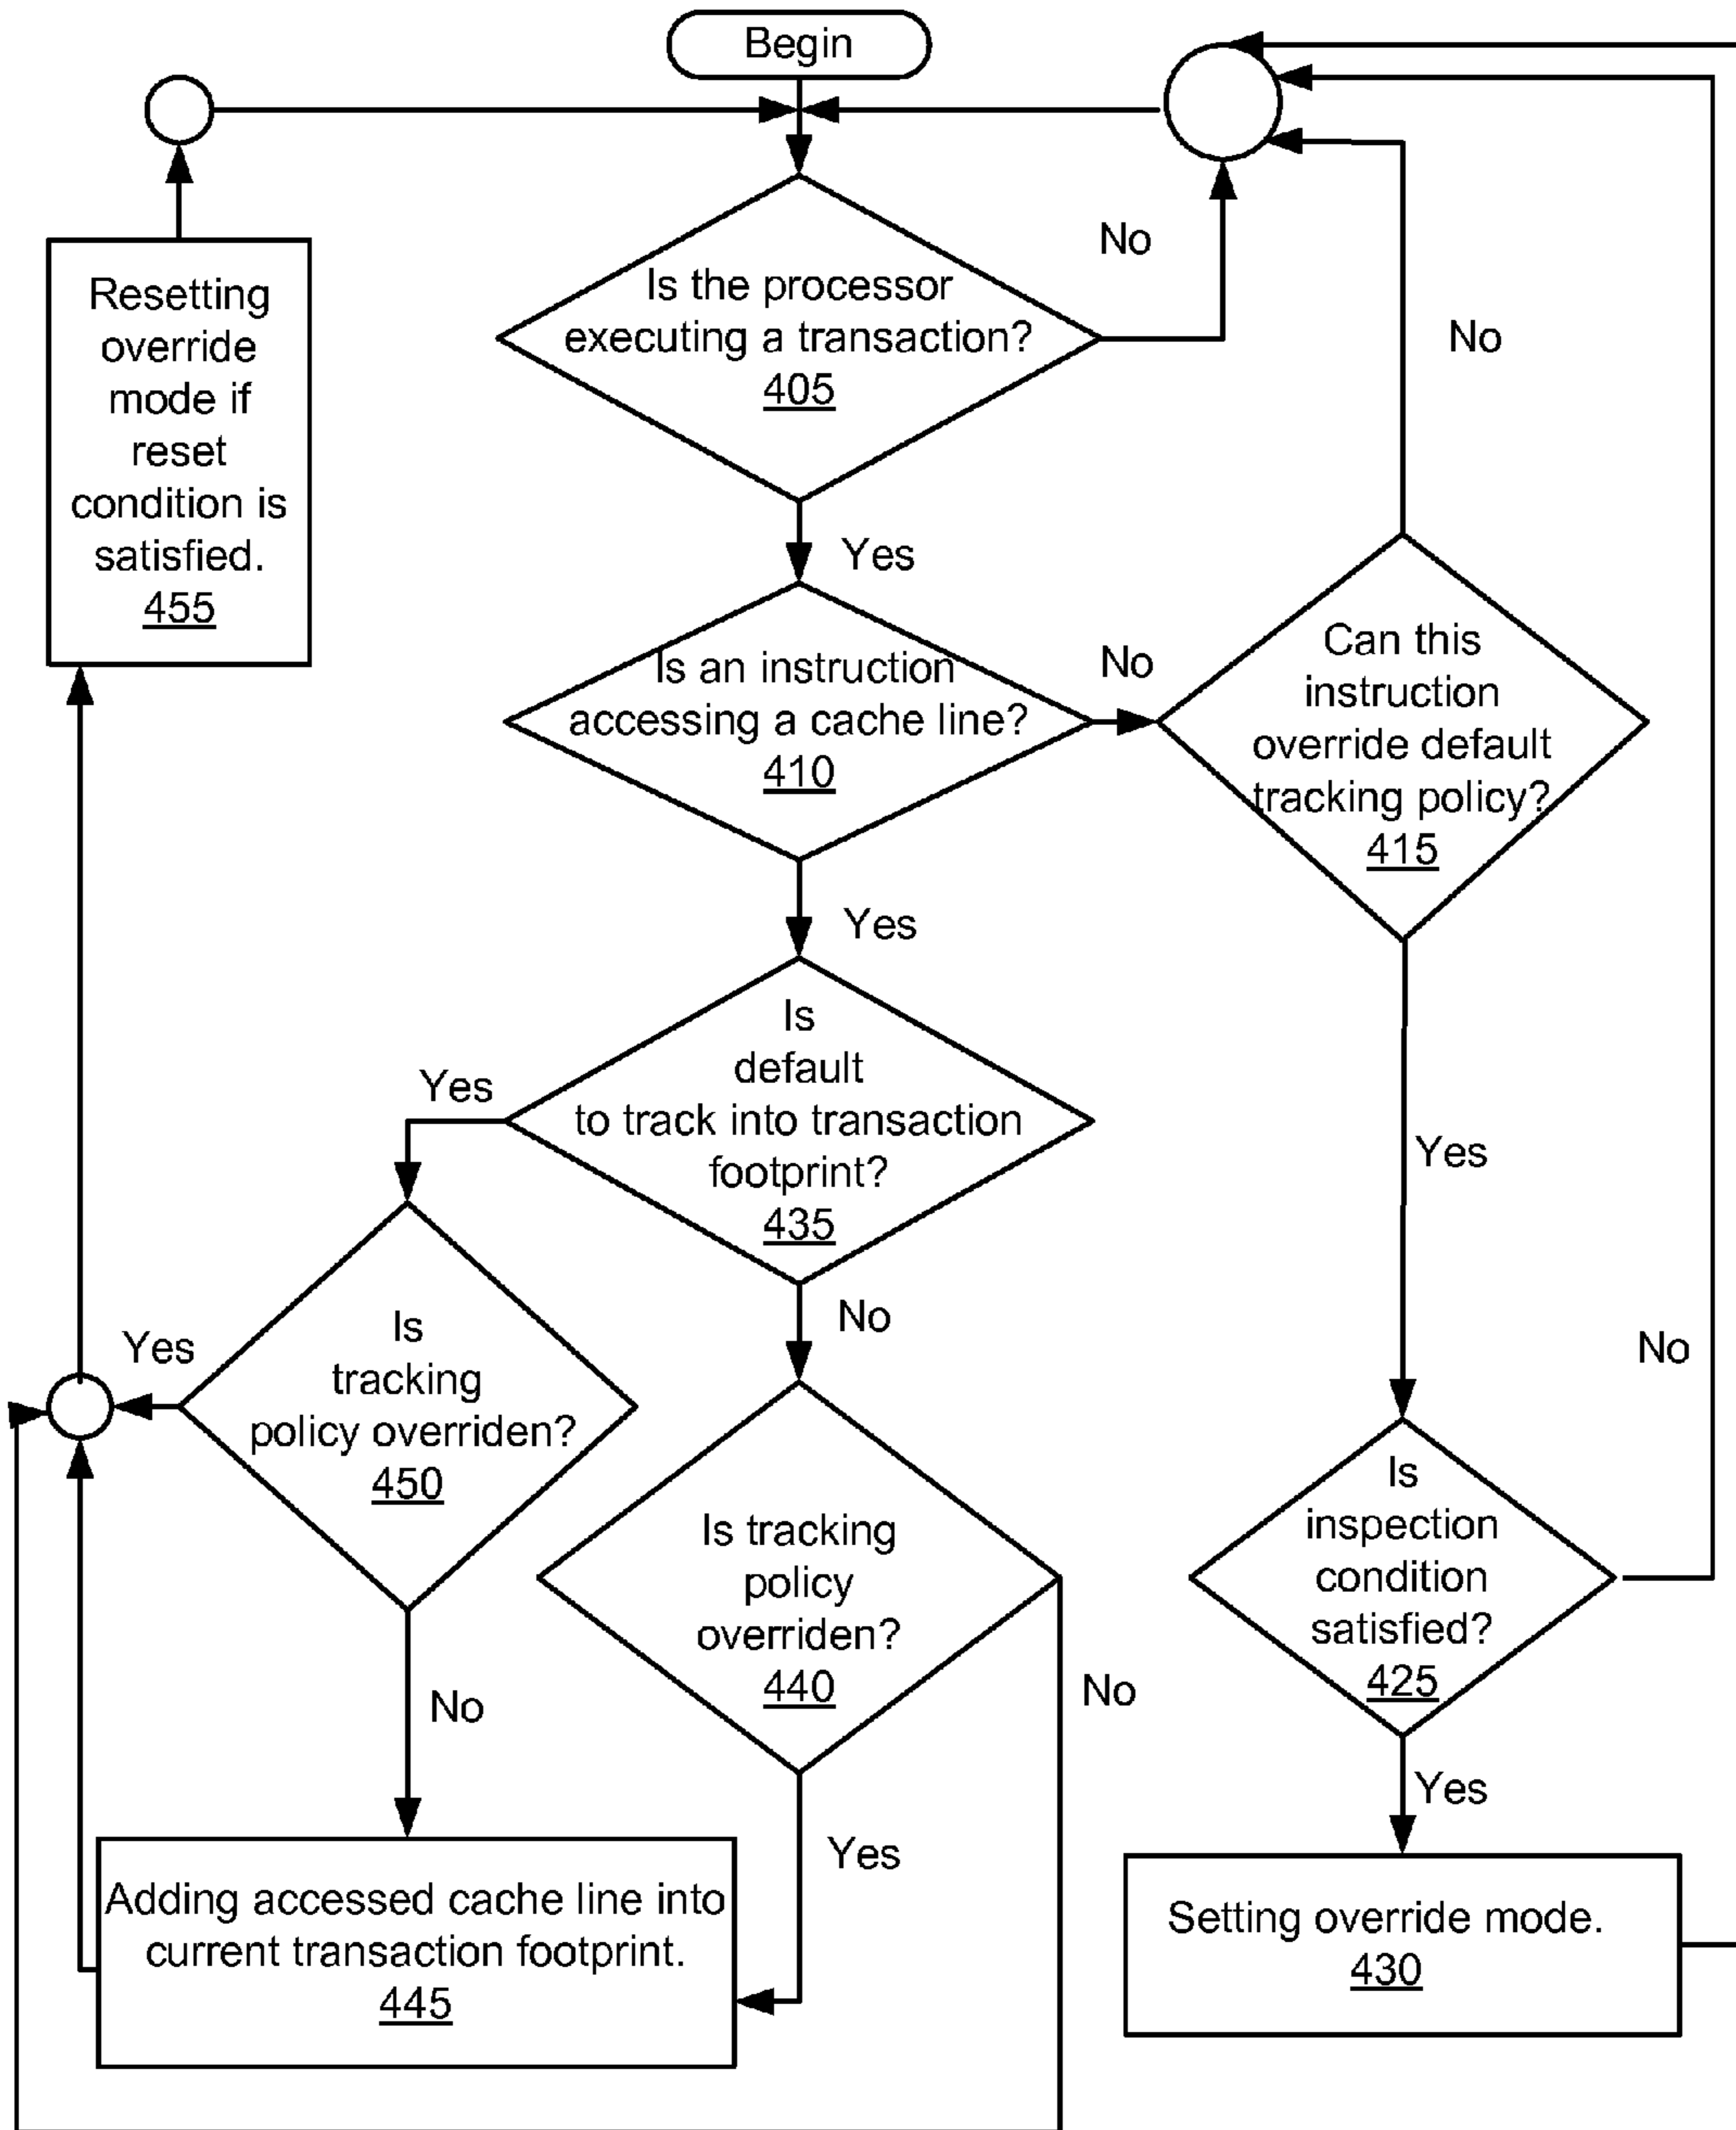 Begin
Is the processor
executing a transaction?
405
No
Yes
Resetting
override
mode if
reset
condition is
satisfied.
455
Is an instruction
accessing a cache line?
410
No
Yes
Can this
instruction
override default
tracking policy?
415
No
Yes
Is
default
to track into transaction
footprint?
435
Yes
No
Is
tracking
policy overriden?
450
Yes
No
Is tracking
policy
overriden?
440
No
Yes
Is
inspection
condition
satisfied?
425
No
Yes
Adding accessed cache line into
current transaction footprint.
445
Setting override mode.
430